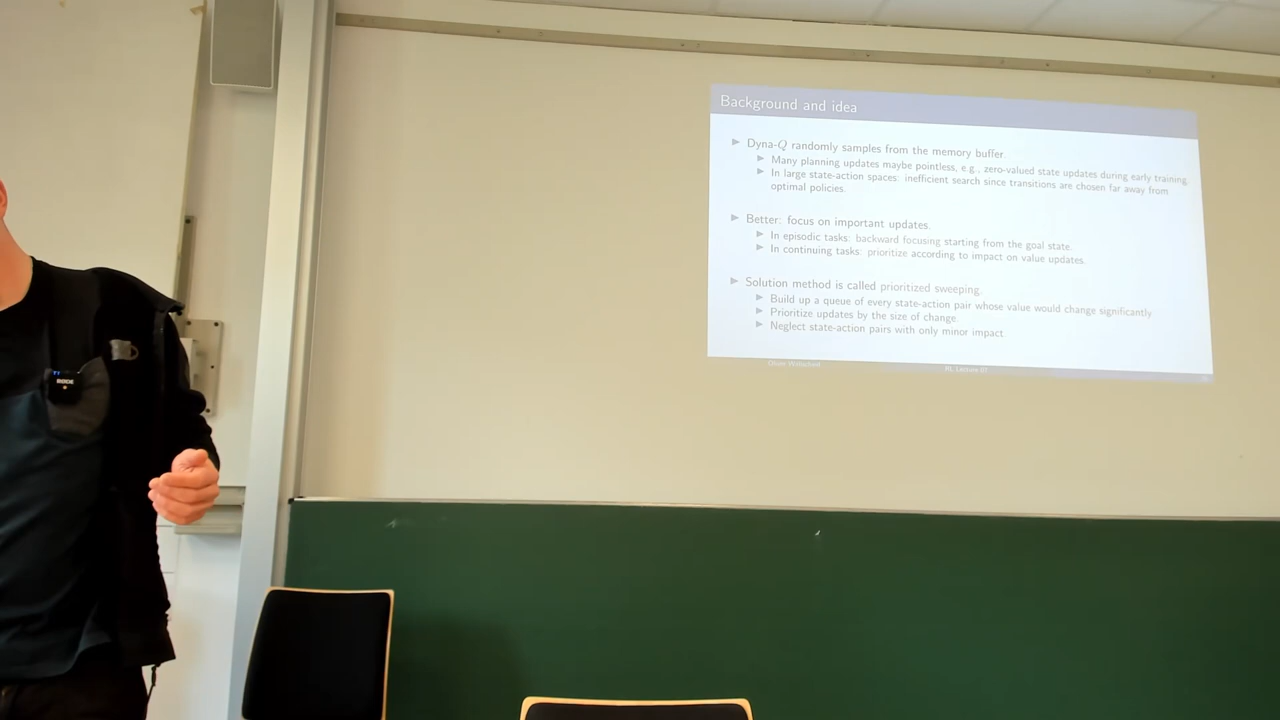 Background and idea
Dyna-Q randomly samples from the memory buffer.
Many planning updates maybe pointless, e.g., zero-valued state updates during early training.
In large state-action spaces: inefficient search since transitions are chosen far away from
optimal policies.
Better: focus on important updates.
In episodic tasks: backward focusing starting from the goal state.
In continuing tasks: prioritize according to impact on value updates.
Solution method is called prioritized sweeping.
Build up a queue of every state-action pair whose value would change significantly
Prioritize updates by the size of change.
Neglect state-action pairs with only minor impact.
RL Lecture 07
RØDE